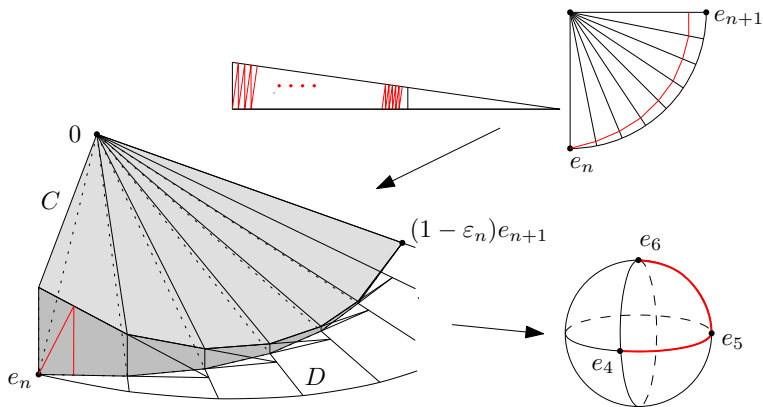 e_{n+1}
e_n
0
C
(1 − ε_n)e_{n+1}
e_6
e_5
e_4
e_n
D